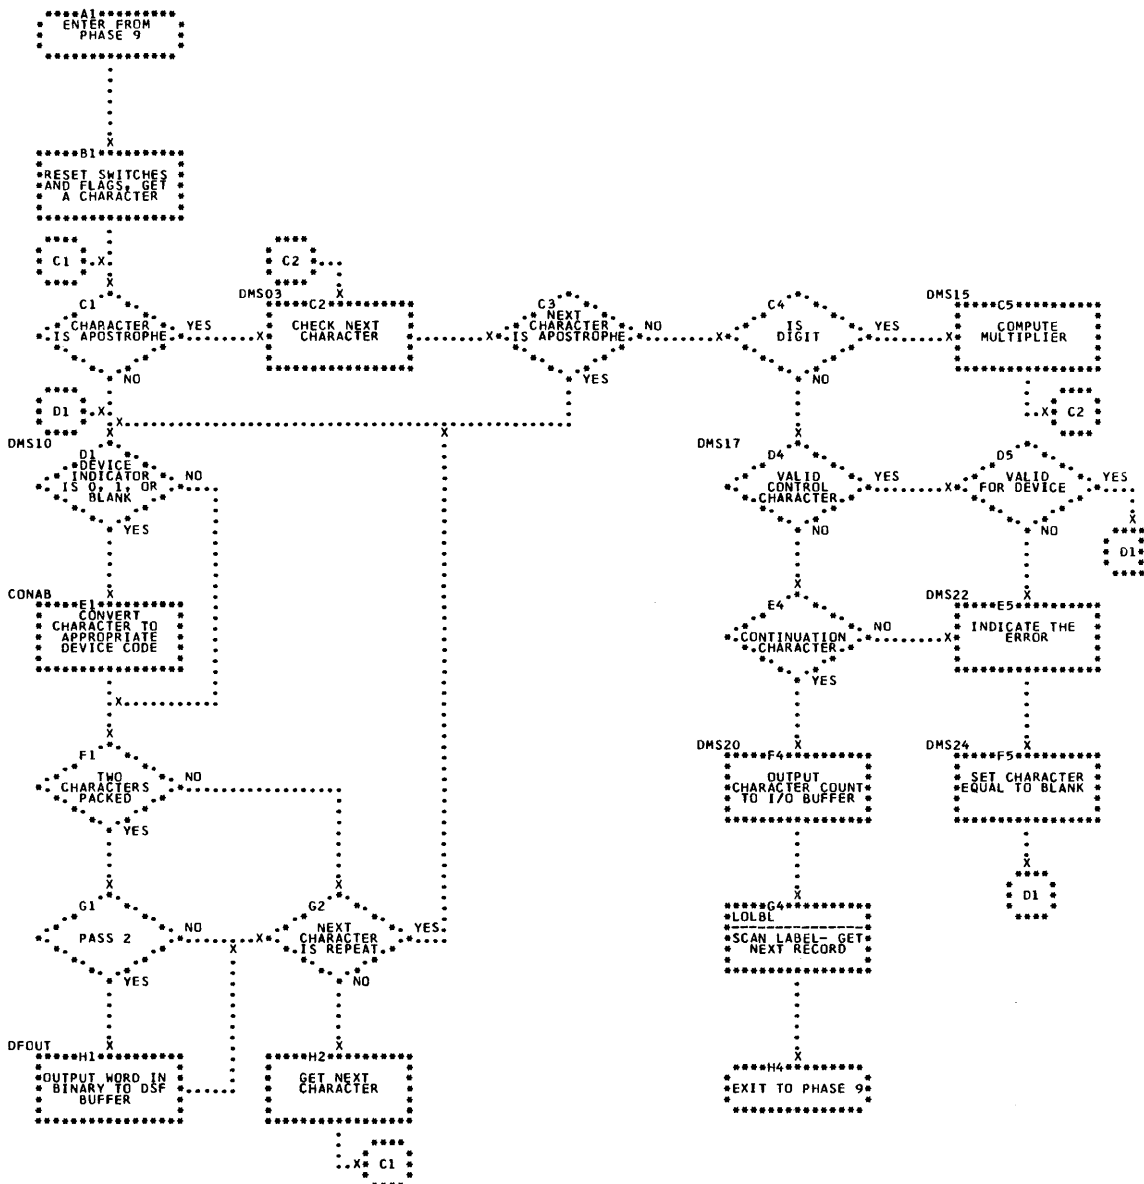 A1
ENTER FROM
PHASE 9
B1
RESET SWITCHES
AND FLAGS, GET
A CHARACTER
C1
C2
C1
CHARACTER
IS APOSTROPHE
YES
NO
DMS03
C2
CHECK NEXT
CHARACTER
C3
NEXT
CHARACTER
IS APOSTROPHE
NO
YES
C4
IS
DIGIT
YES
NO
DMS15
C5
COMPUTE
MULTIPLIER
C2
D1
DMS10
D1
DEVICE
INDICATOR
IS 0, 1, OR
BLANK
NO
YES
DMS17
D4
VALID
CONTROL
CHARACTER
YES
NO
D5
VALID
FOR DEVICE
YES
NO
D1
CONAB
E1
CONVERT
CHARACTER TO
APPROPRIATE
DEVICE CODE
E4
CONTINUATION
CHARACTER
NO
YES
DMS22
E5
INDICATE THE
ERROR
F1
TWO
CHARACTERS
PACKED
NO
YES
DMS20
F4
OUTPUT
CHARACTER COUNT
TO I/O BUFFER
DMS24
F5
SET CHARACTER
EQUAL TO BLANK
D1
G1
PASS 2
NO
YES
G2
NEXT
CHARACTER
IS REPEAT
YES
NO
G4
LOLBL
SCAN LABEL- GET
NEXT RECORD
DFOUT
H1
OUTPUT WORD IN
BINARY TO DSF
BUFFER
H2
GET NEXT
CHARACTER
C1
H4
EXIT TO PHASE 9